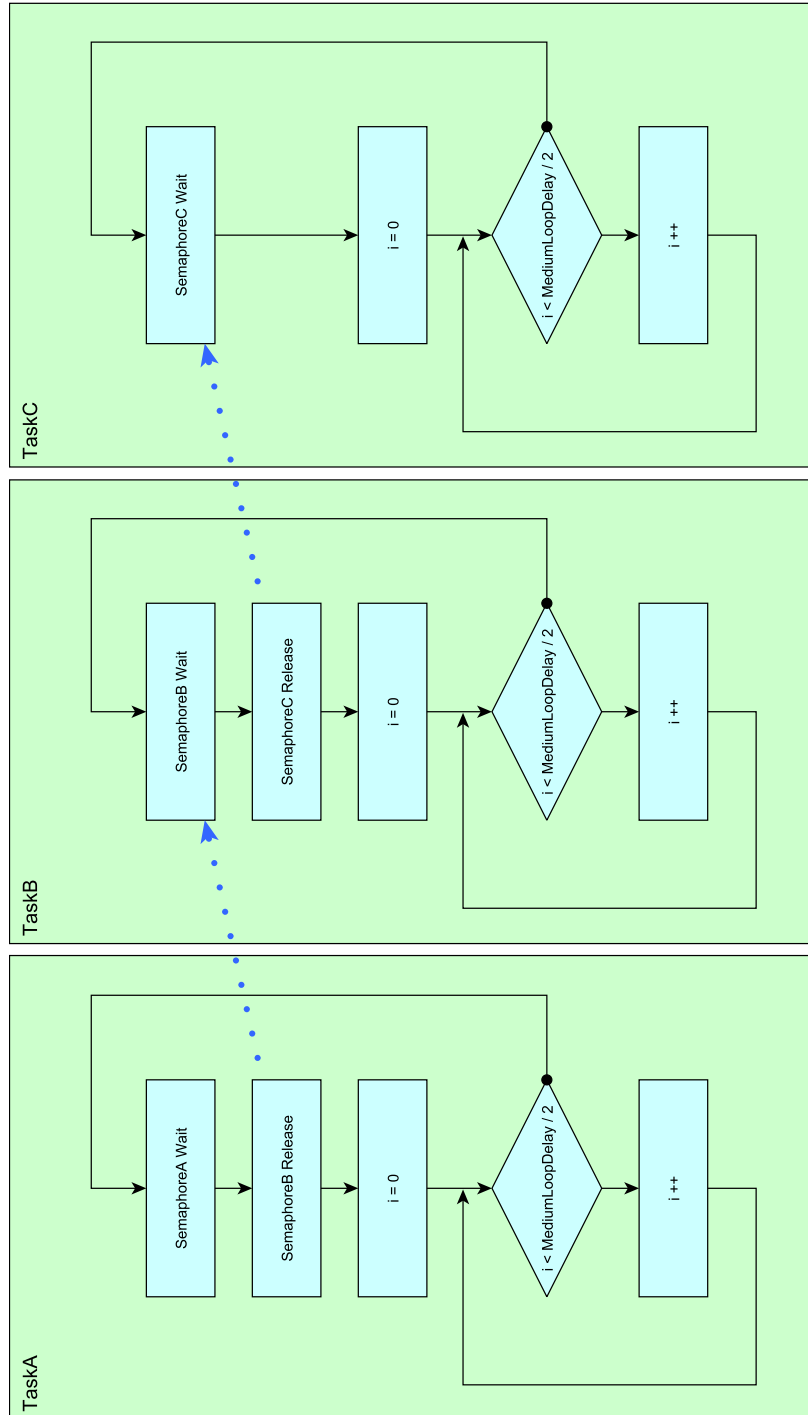 TaskA
SemaphoreA Wait
SemaphoreB Release
i = 0
i < MediumLoopDelay / 2
i ++
TaskB
SemaphoreB Wait
SemaphoreC Release
i = 0
i < MediumLoopDelay / 2
i ++
TaskC
SemaphoreC Wait
i = 0
i < MediumLoopDelay / 2
i ++